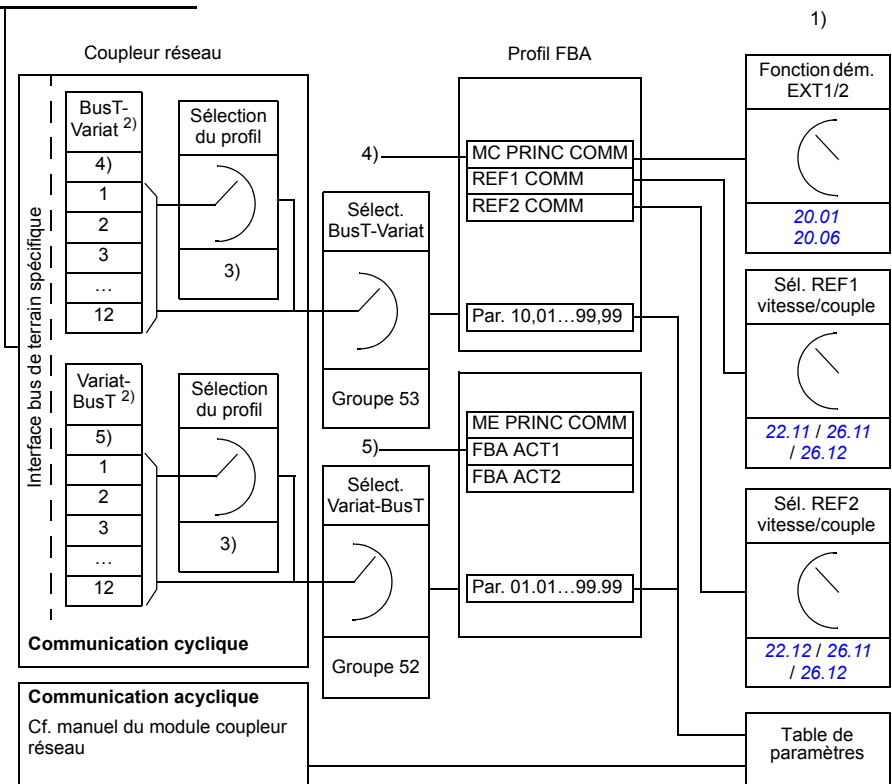 1)
Coupleur réseau
Profil FBA
Fonction dém.
EXT1/2
20.01
20.06
Interface bus de terrain spécifique
BusT-
Variat 2)
4)
1
2
3
…
12
Sélection
du profil
3)
Sélect.
BusT-Variat
Groupe 53
4)
MC PRINC COMM
REF1 COMM
REF2 COMM
Par. 10,01…99,99
Sél. REF1
vitesse/couple
22.11 / 26.11
/ 26.12
Variat-
BusT 2)
5)
1
2
3
…
12
Sélection
du profil
3)
5)
Sélect.
Variat-BusT
Groupe 52
ME PRINC COMM
FBA ACT1
FBA ACT2
Par. 01.01…99.99
Sél. REF2
vitesse/couple
22.12 / 26.11
/ 26.12
Communication cyclique
Communication acyclique
Cf. manuel du module coupleur
réseau
Table de
paramètres